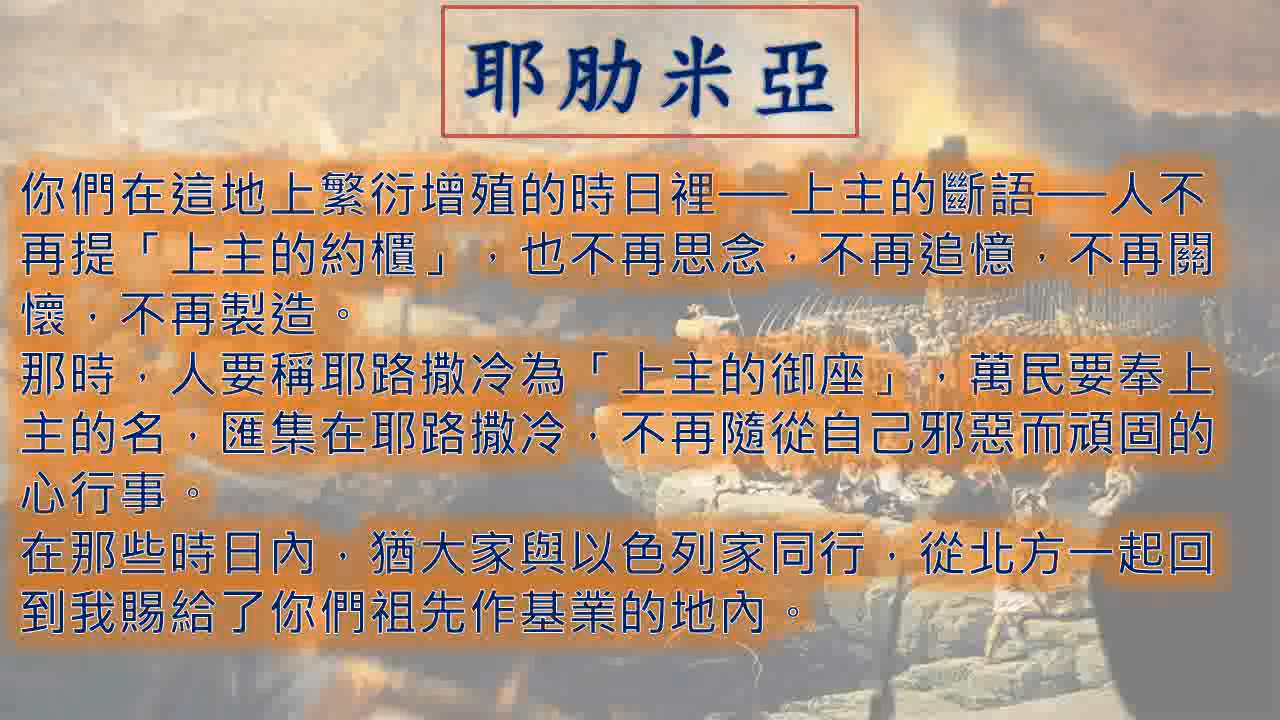 耶肋米亞
你們在這地上繁衍增殖的時日裡──上主的斷語──人不
再提「上主的約櫃」，也不再思念，不再追憶，不再關
懷，不再製造。
那時，人要稱耶路撒冷為「上主的御座」，萬民要奉上
主的名，匯集在耶路撒冷，不再隨從自己邪惡而頑固的
心行事。
在那些時日內，猶大家與以色列家同行，從北方一起回
到我賜給了你們祖先作基業的地內。